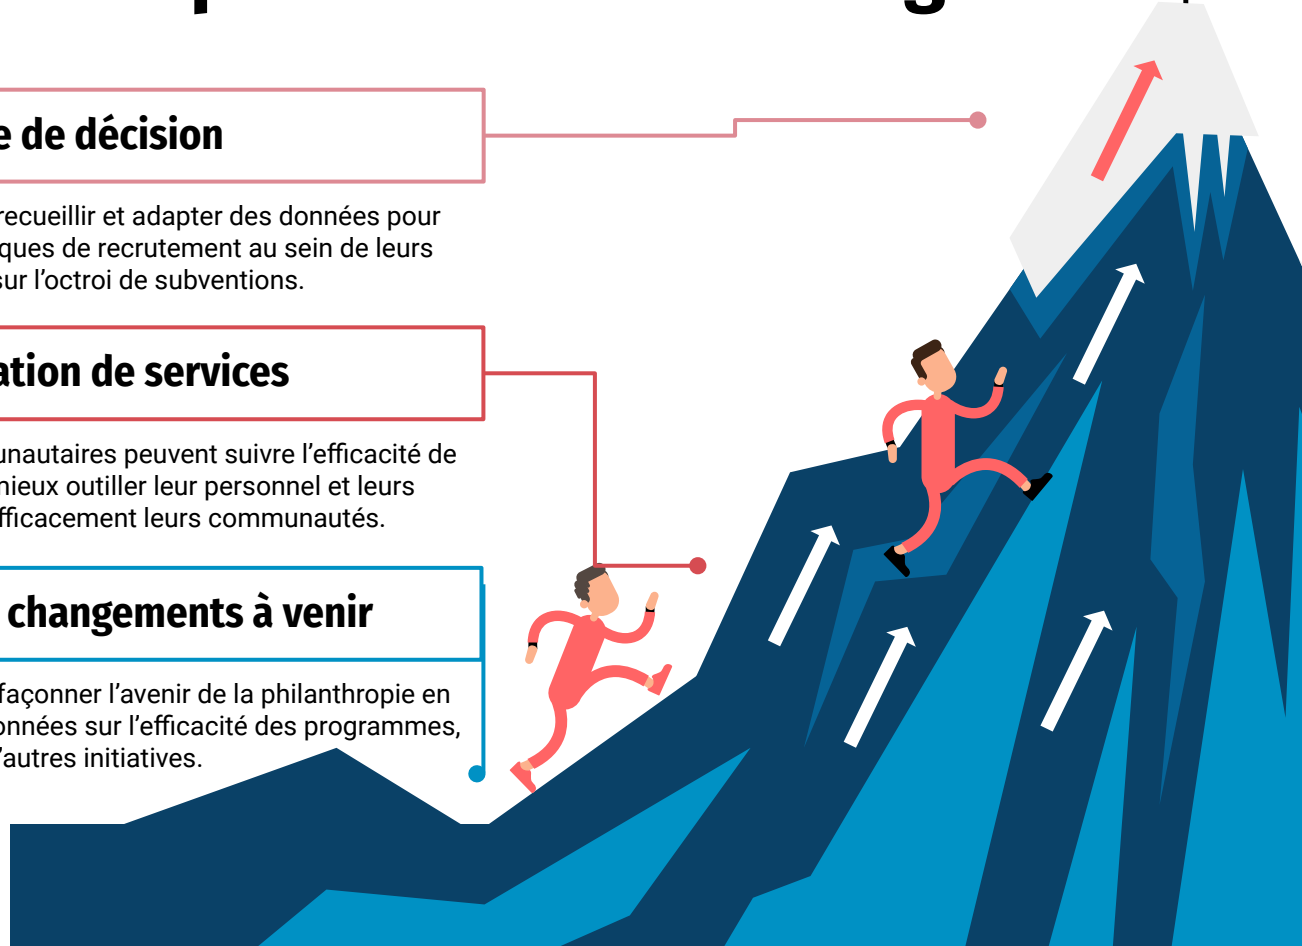 e de décision
recueillir et adapter des données pour
ques de recrutement au sein de leurs
sur l’octroi de subventions.
ation de services
unautaires peuvent suivre l’efficacité de
mieux outiller leur personnel et leurs
efficacement leurs communautés.
changements à venir
façonner l’avenir de la philanthropie en
onnées sur l’efficacité des programmes,
’autres initiatives.